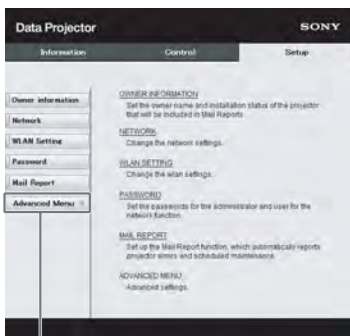 Data Projector
SONY
Information
Control
Setup
Owner information
Network
WLAN Setting
Password
Mail Report
Advanced Menu
OWNER INFORMATION
Set the owner name and installation status of the projector
that will be included in Mail Reports.
NETWORK
Change the network settings.
WLAN SETTING
Change the wlan settings.
PASSWORD
Set the passwords for the administrator and user for the
network function.
MAIL REPORT
Set up the Mail Report function, which automatically reports
projector errors and scheduled maintenance.
ADVANCED MENU
Advanced settings.